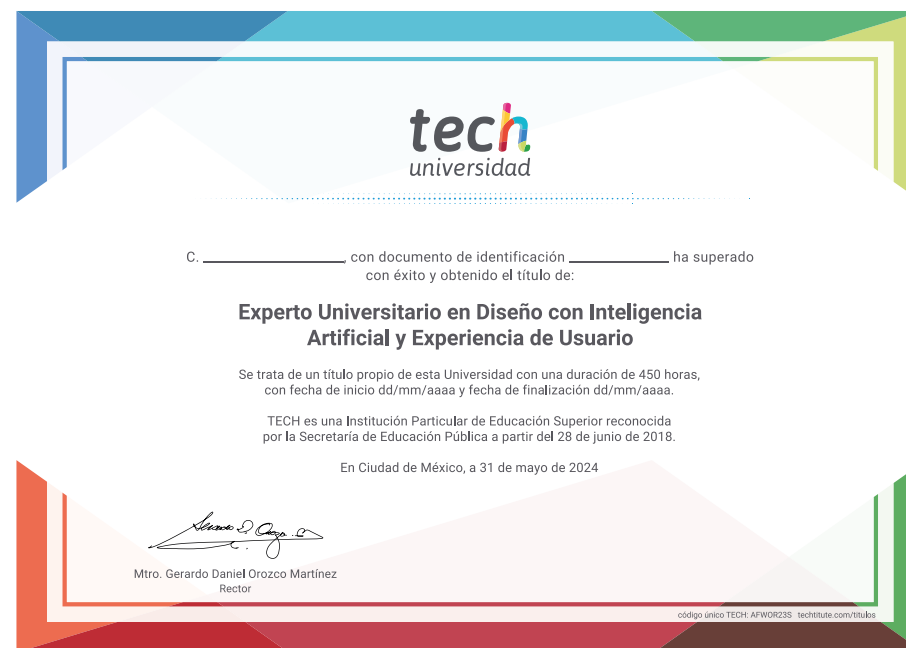 tech
universidad
C. ____________, con documento de identificación ____________ ha superado
con éxito y obtenido el título de:
Experto Universitario en Diseño con Inteligencia
Artificial y Experiencia de Usuario
Se trata de un título propio de esta Universidad con una duración de 450 horas,
con fecha de inicio dd/mm/aaaa y fecha de finalización dd/mm/aaaa.
TECH es una Institución Particular de Educación Superior reconocida
por la Secretaría de Educación Pública a partir del 28 de junio de 2018.
En Ciudad de México, a 31 de mayo de 2024
Mtro. Gerardo Daniel Orozco Martínez
Rector
código único TECH: AFWOR23S techtitute.com/titulos